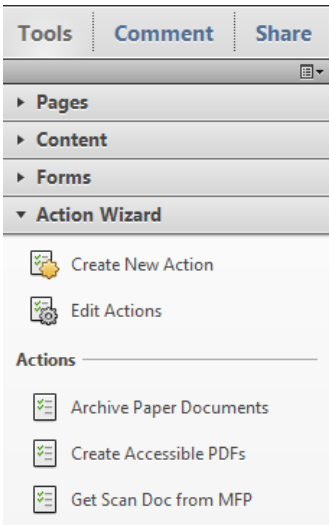 Tools Comment Share
Pages
Content
Forms
Action Wizard
Create New Action
Edit Actions
Actions
Archive Paper Documents
Create Accessible PDFs
Get Scan Doc from MFP